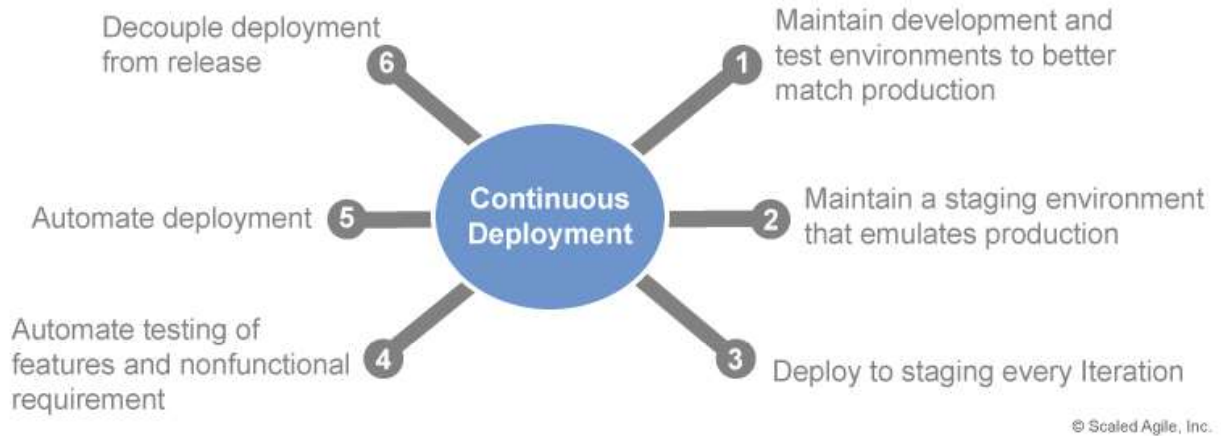 Continuous
Deployment
1
Maintain development and
test environments to better
match production
2
Maintain a staging environment
that emulates production
3
Deploy to staging every Iteration
4
Automate testing of
features and nonfunctional
requirement
5
Automate deployment
6
Decouple deployment
from release
© Scaled Agile, Inc.